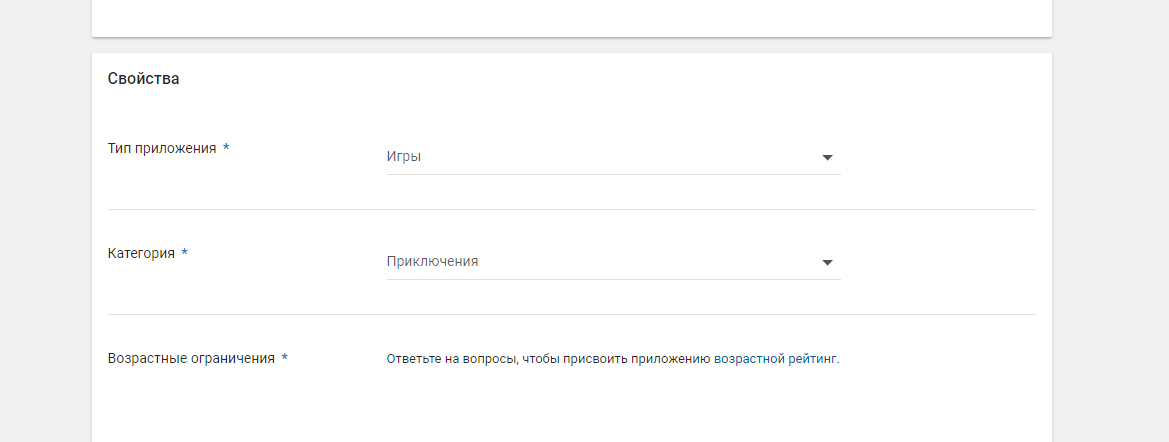 Свойства
Тип приложения *
Игры
Категория *
Приключения
Возрастные ограничения *
Ответьте на вопросы, чтобы присвоить приложению возрастной рейтинг.